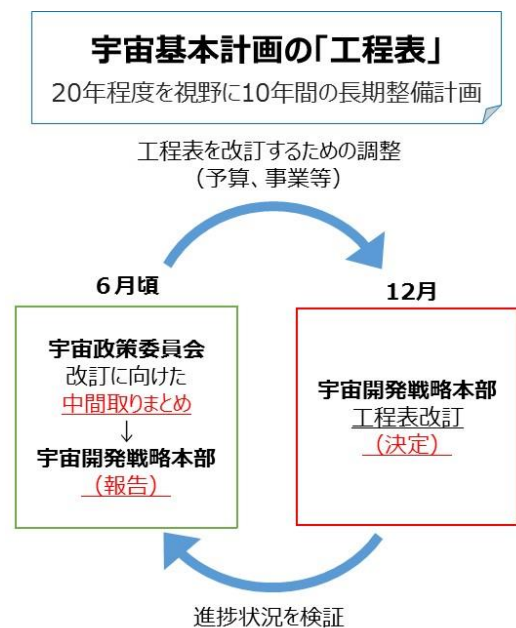 宇宙基本計画の「工程表」
20年程度を視野に10年間の長期整備計画
工程表を改訂するための調整
（予算、事業等）
６月頃
宇宙政策委員会
改訂に向けた
中間取りまとめ
↓
宇宙開発戦略本部
（報告）
12月
宇宙開発戦略本部
工程表改訂
（決定）
進捗状況を検証